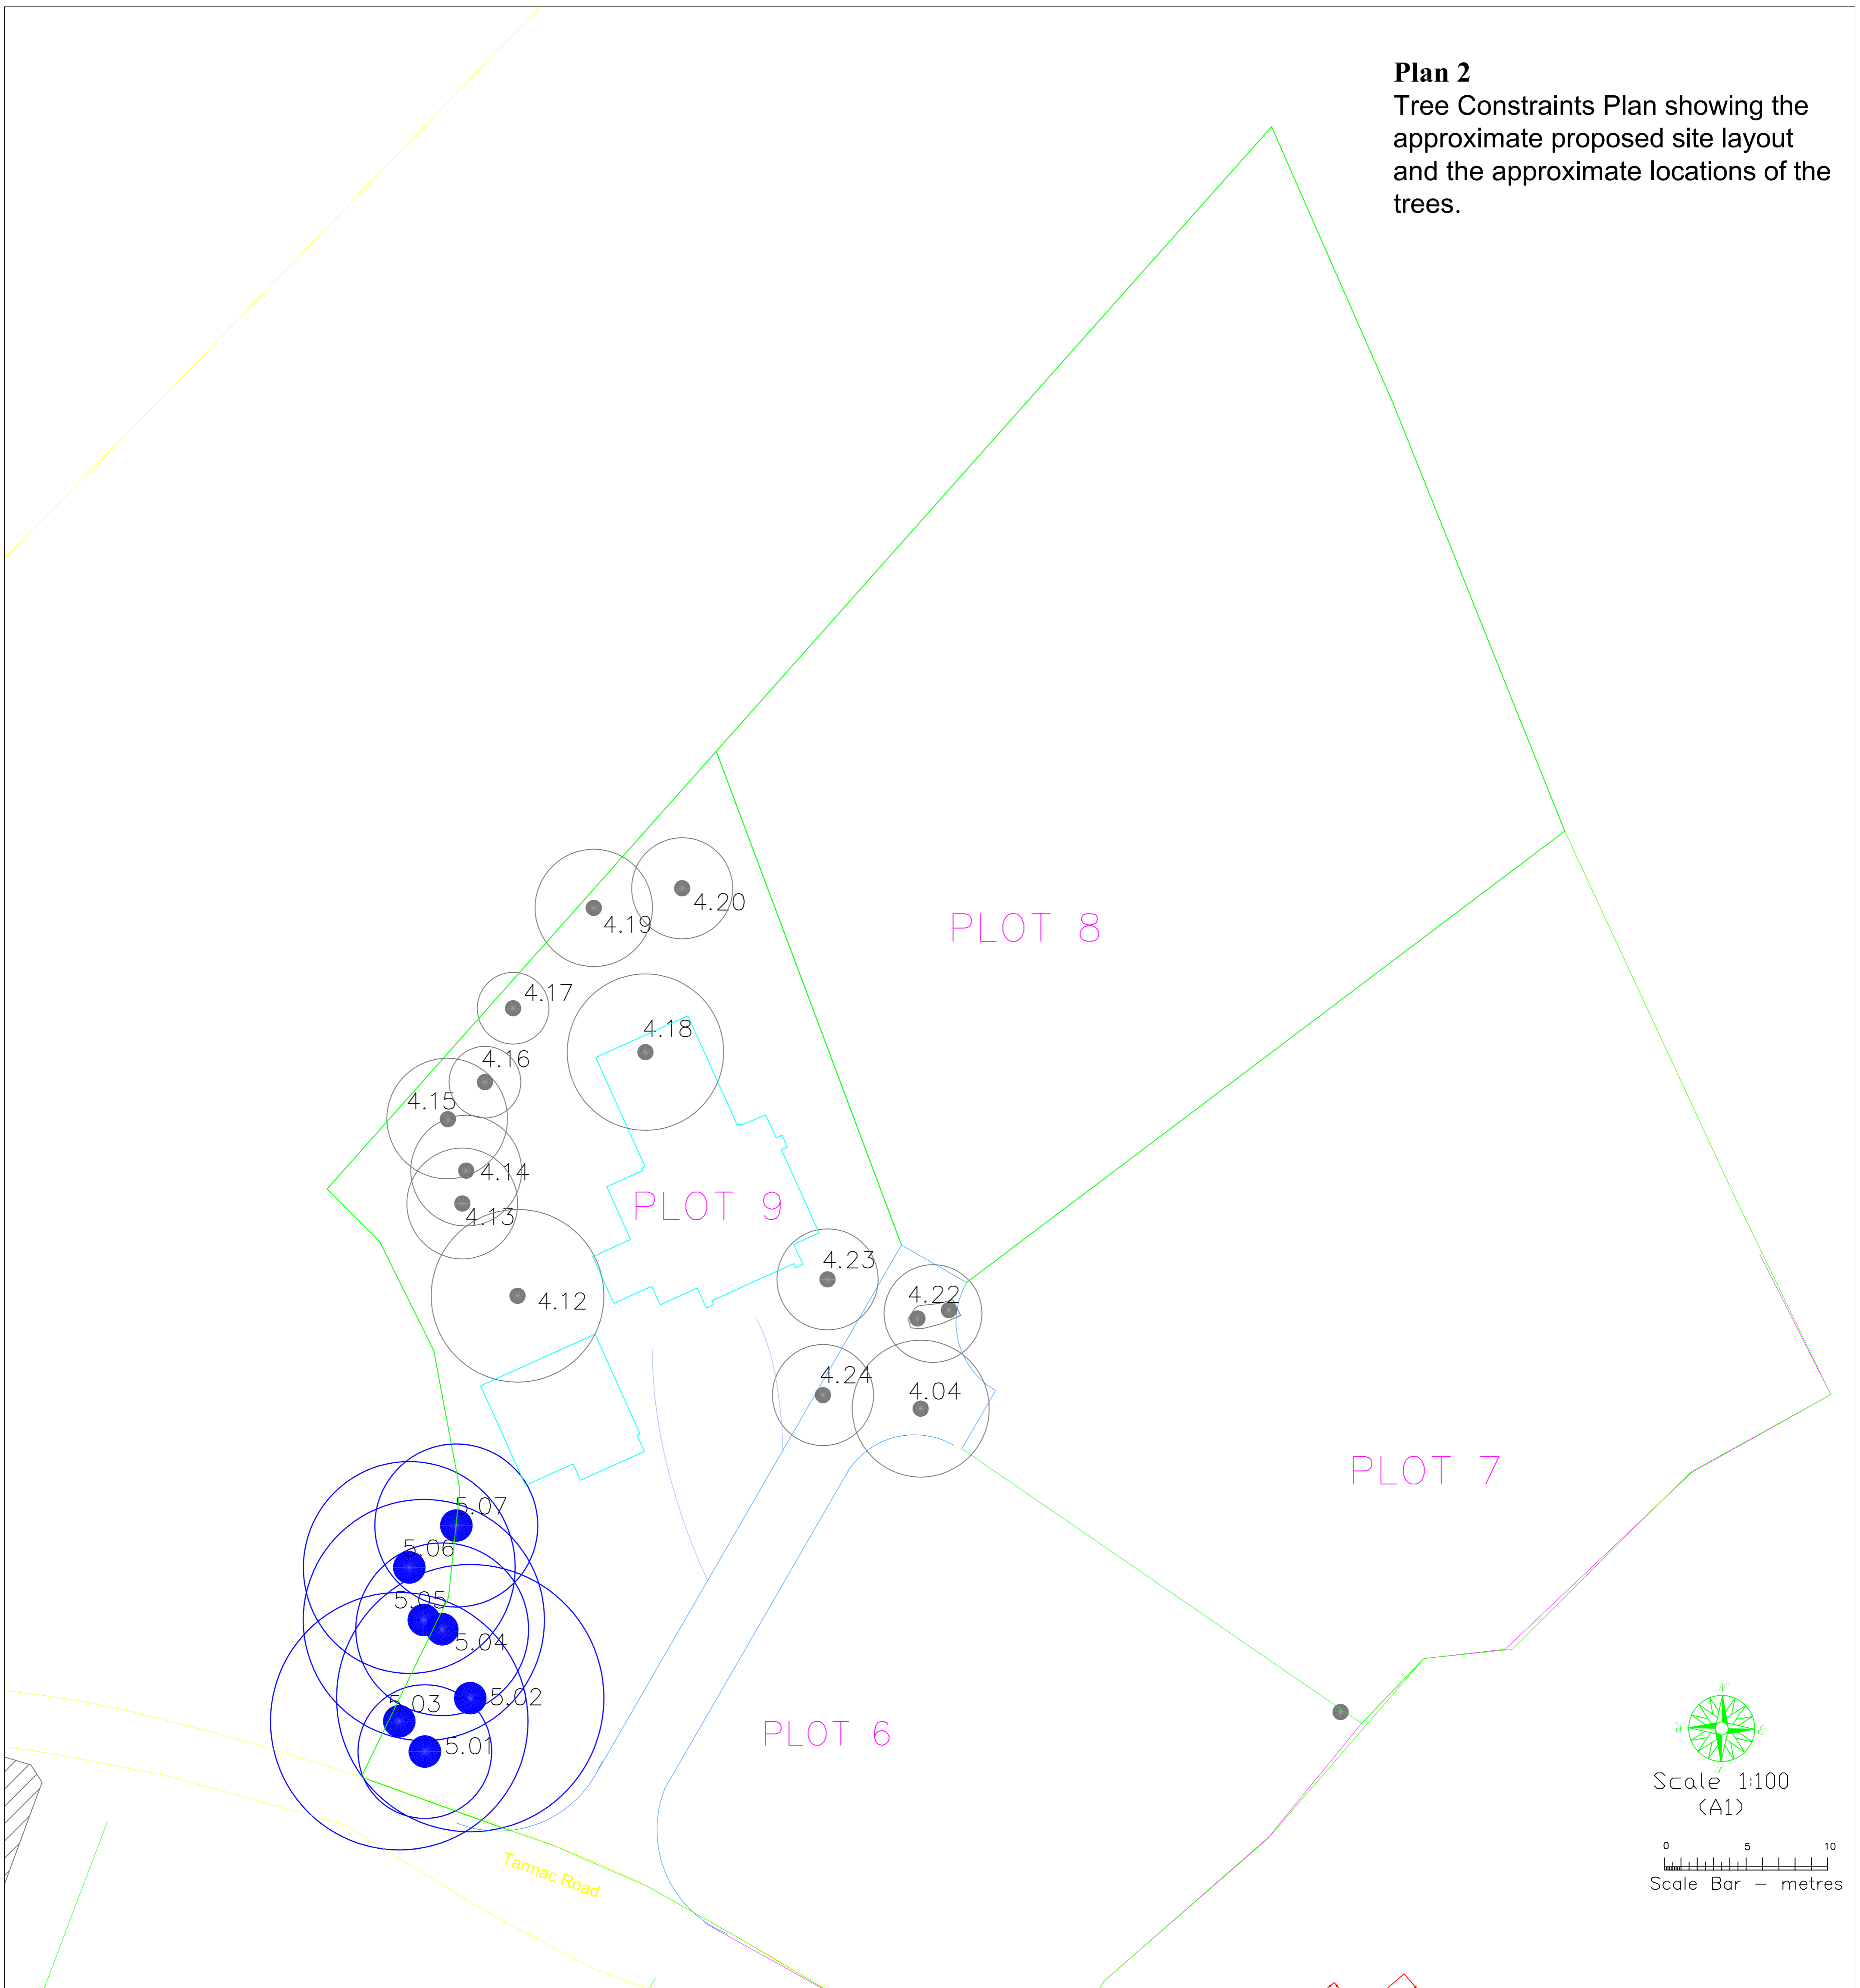 Plan 2
Tree Constraints Plan showing the
approximate proposed site layout
and the approximate locations of the
trees.
4.20
4.19
PLOT 8
4.17
4.18
4.16
4.15
4.14
PLOT 9
4.13
4.23
4.22
4.12
4.24
4.04
PLOT 7
5.07
5.06
5.05
5.04
5.02
5.03
5.01
PLOT 6
N
W
E
S
Scale 1:100
(A1)
0 5 10
Scale Bar – metres
Tarmac Road